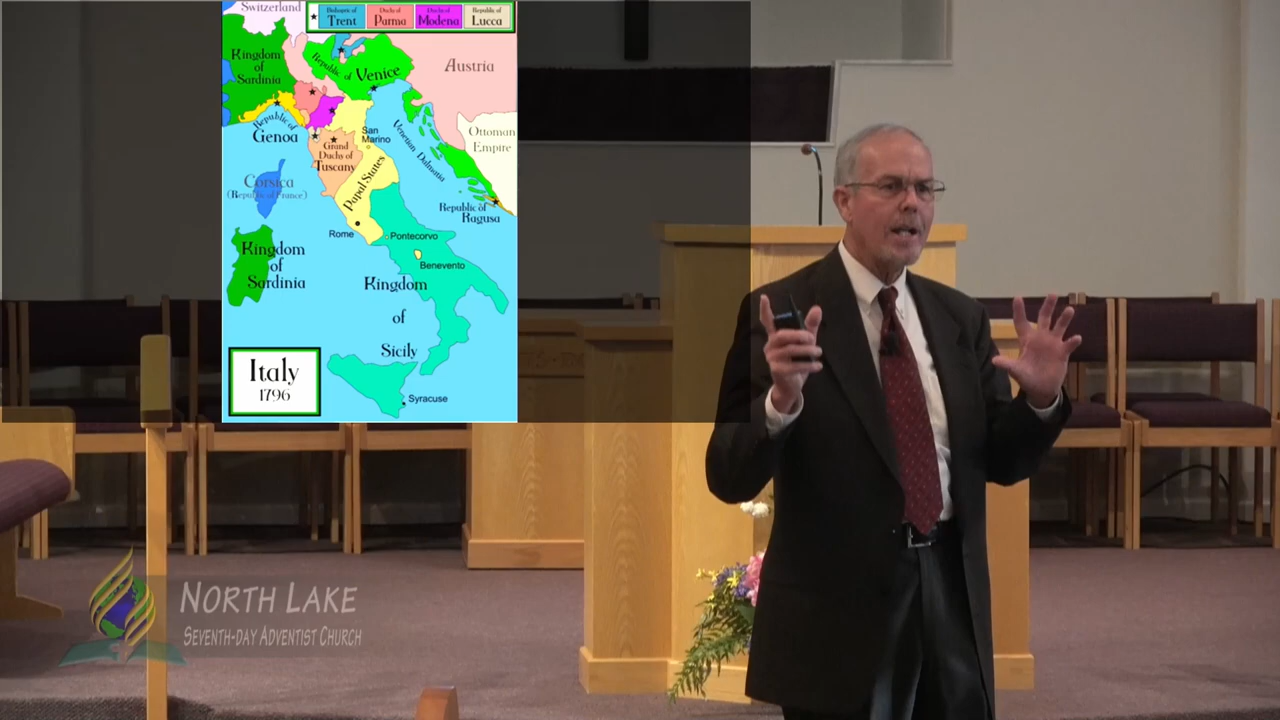 Switzerland
Bishopric of
Trent
Duchy of
Parma
Duchy of
Modena
Republic of
Lucca
Kingdom
of
Sardinia
Republic of Venice
Austria
Republic of
Genoa
San
Marino
Ottoman
Empire
Grand
Duchy of
Tuscany
Venetian Dalmatia
Papal States
Corsica
(Republic of France)
Republic of
Ragusa
Rome
Pontecorvo
Kingdom
of
Sardinia
Benevento
Kingdom
of
Sicily
Italy
1796
Syracuse
North Lake
Seventh-day Adventist Church